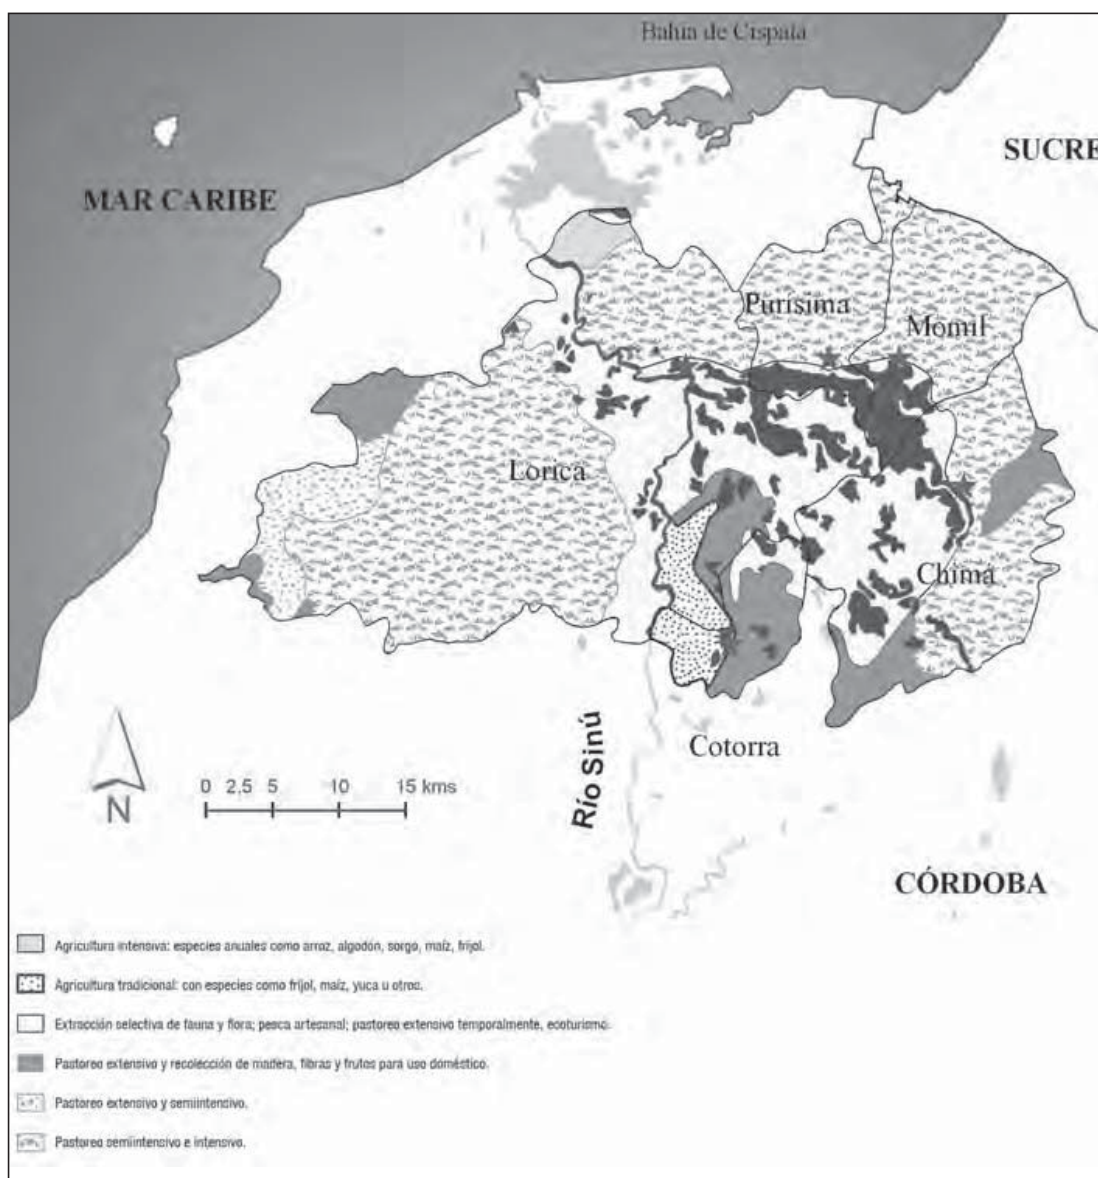 Bahía de Cispatá
SUCRE
MAR CARIBE
Purísima
Momil
Lorica
Chimá
Cotorra
Río Sinú
N
0 2,5 5 10 15 kms
CÓRDOBA
Agricultura intensiva: especies anuales como arroz, algodón, sorgo, maíz, frijol.
Agricultura tradicional: con especies como fríjol, maíz, yuca u otros.
Extracción selectiva de fauna y flora; pesca artesanal; pastoreo extensivo temporalmente, ecoturismo.
Pastoreo extensivo y recolección de madera, fibras y frutos para uso doméstico.
Pastoreo extensivo y semiintensivo.
Pastoreo semiintensivo e intensivo.